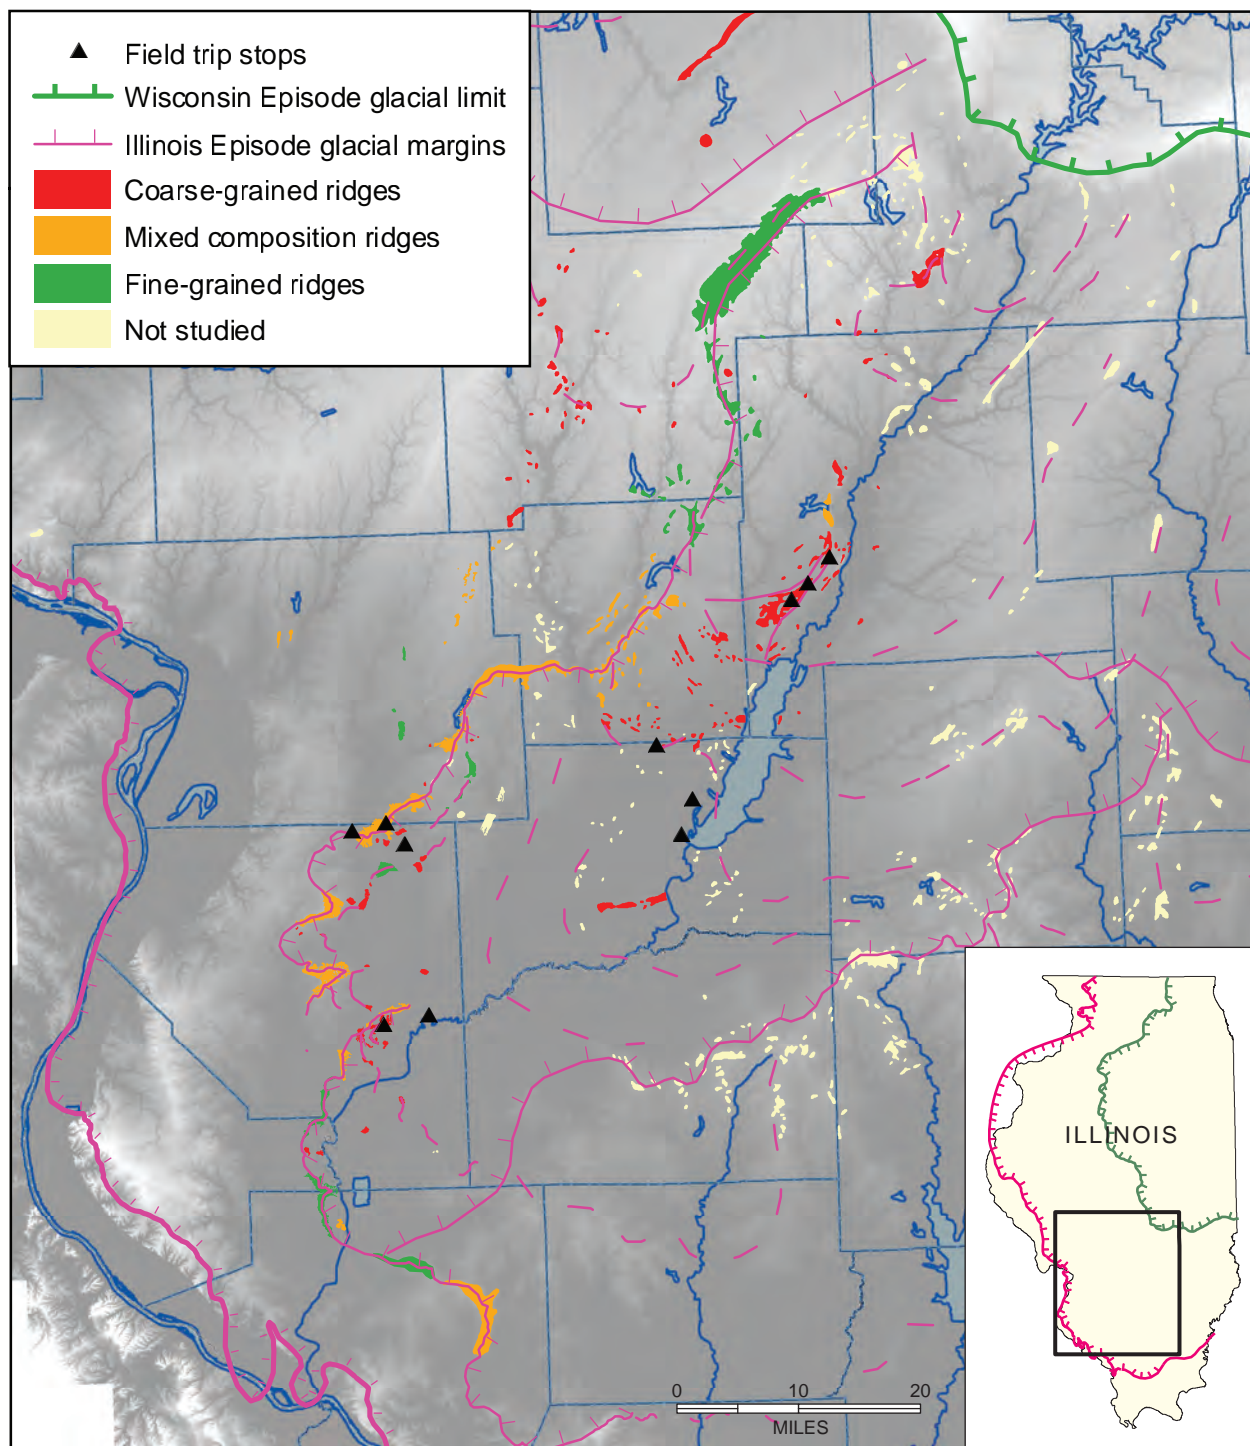 Field trip stops
Wisconsin Episode glacial limit
Illinois Episode glacial margins
Coarse-grained ridges
Mixed composition ridges
Fine-grained ridges
Not studied
ILLINOIS
0 10 20
MILES